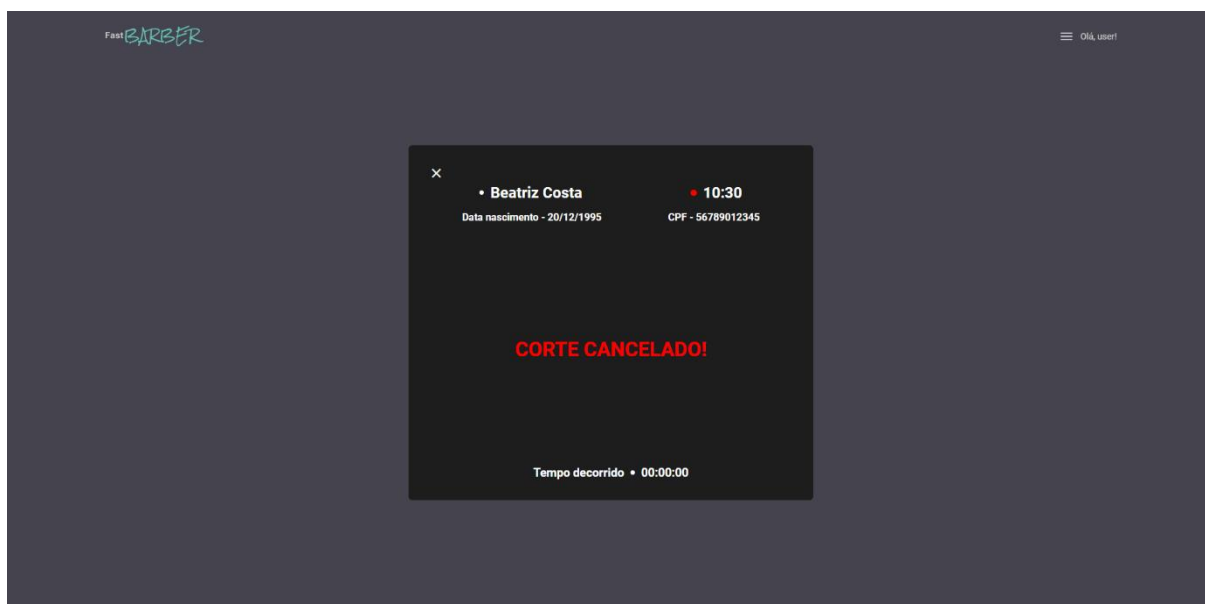 Fast BARBER
Olá, user!
• Beatriz Costa
• 10:30
Data nascimento - 20/12/1995
CPF - 56789012345
CORTE CANCELADO!
Tempo decorrido • 00:00:00